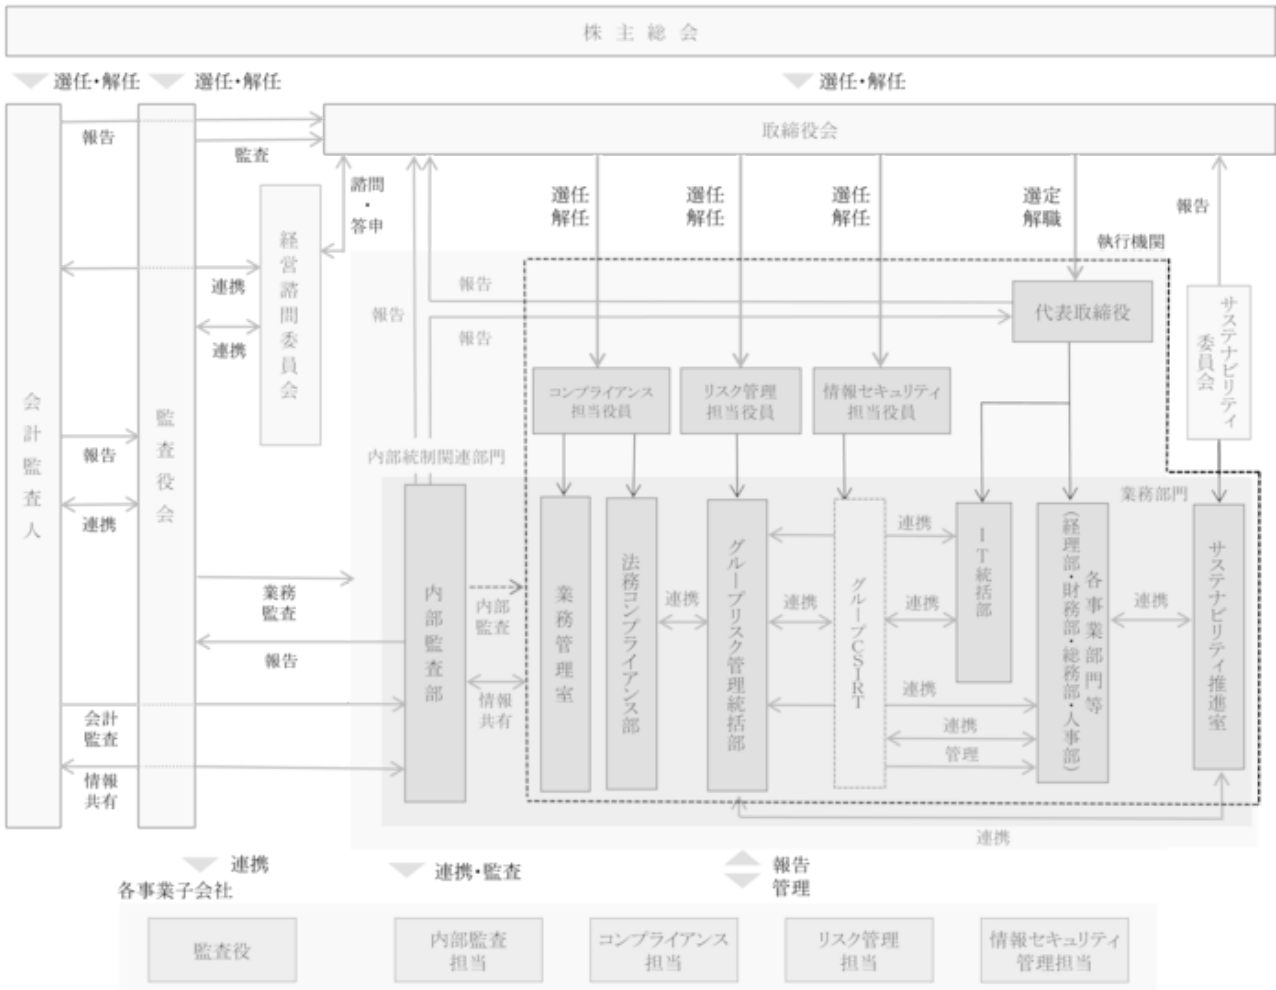 株主総会
選任・解任
選任・解任
選任・解任
取締役会
報告
監査
諮問
・
答申
選任
解任
選任
解任
選任
解任
選定
解職
報告
執行機関
経営諮問委員会
連携
連携
報告
報告
報告
代表取締役
サステナビリティ
委員会
会計監査人
監査役会
コンプライアンス
担当役員
リスク管理
担当役員
情報セキュリティ
担当役員
報告
連携
内部統制関連部門
業務部門
業務
監査
報告
会計
監査
情報
共有
内部監査部
内部
監査
情報
共有
業務管理室
法務コンプライアンス部
連携
グループリスク管理統括部
連携
グループCSIRT
連携
連携
連携
連携
管理
IT統括部
各事業部門等
(経理部・財務部・総務部・人事部)
連携
サステナビリティ推進室
連携
連携
連携・監査
報告
管理
各事業子会社
監査役
内部監査
担当
コンプライアンス
担当
リスク管理
担当
情報セキュリティ
管理担当